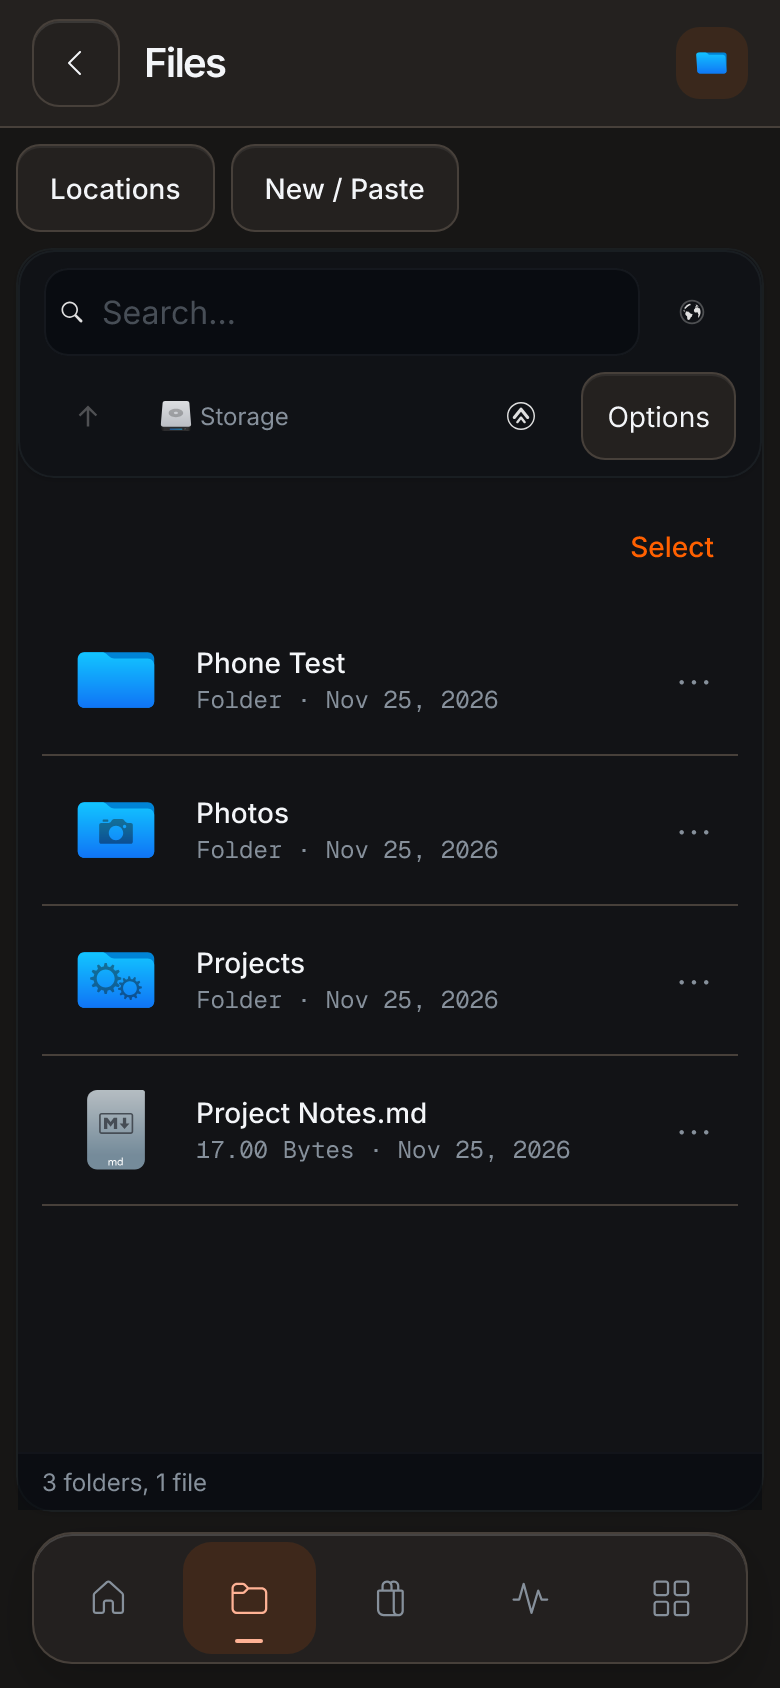 Files
Locations
New / Paste
Search...
Storage
Options
Select
Phone Test
Folder · Nov 25, 2026
Photos
Folder · Nov 25, 2026
Projects
Folder · Nov 25, 2026
M
md
Project Notes.md
17.00 Bytes · Nov 25, 2026
3 folders, 1 file